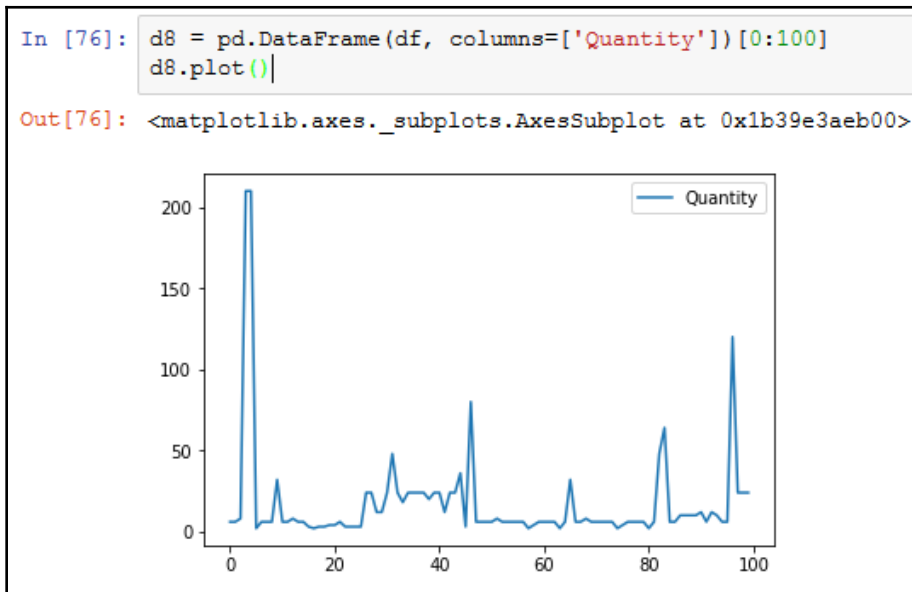 In [76]: d8 = pd.DataFrame(df, columns=['Quantity'])[0:100]
d8.plot()
Out[76]: <matplotlib.axes._subplots.AxesSubplot at 0x1b39e3aeb00>
Quantity
200
150
100
50
0
0 20 40 60 80 100